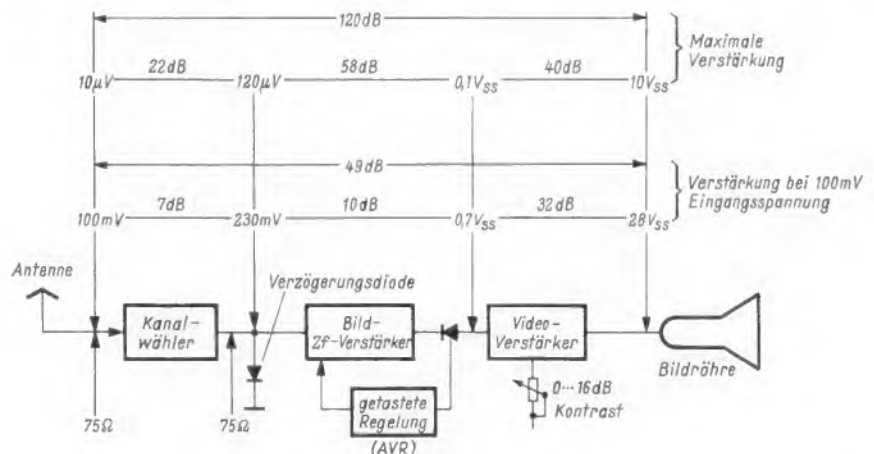 120dB
22dB 58dB 40dB
10µV 120µV 0,1Vss 10Vss
Maximale
Verstärkung
49dB
7dB 10dB 32dB
100mV 230mV 0,7Vss 28Vss
Verstärkung bei 100mV
Eingangsspannung
Antenne
Verzögerungsdiode
Kanal-
wähler
Bild-
Zf-Verstärker
Video-
Verstärker
Bildröhre
75Ω
75Ω
getastete
Regelung
(AVR)
0...16dB
Kontrast